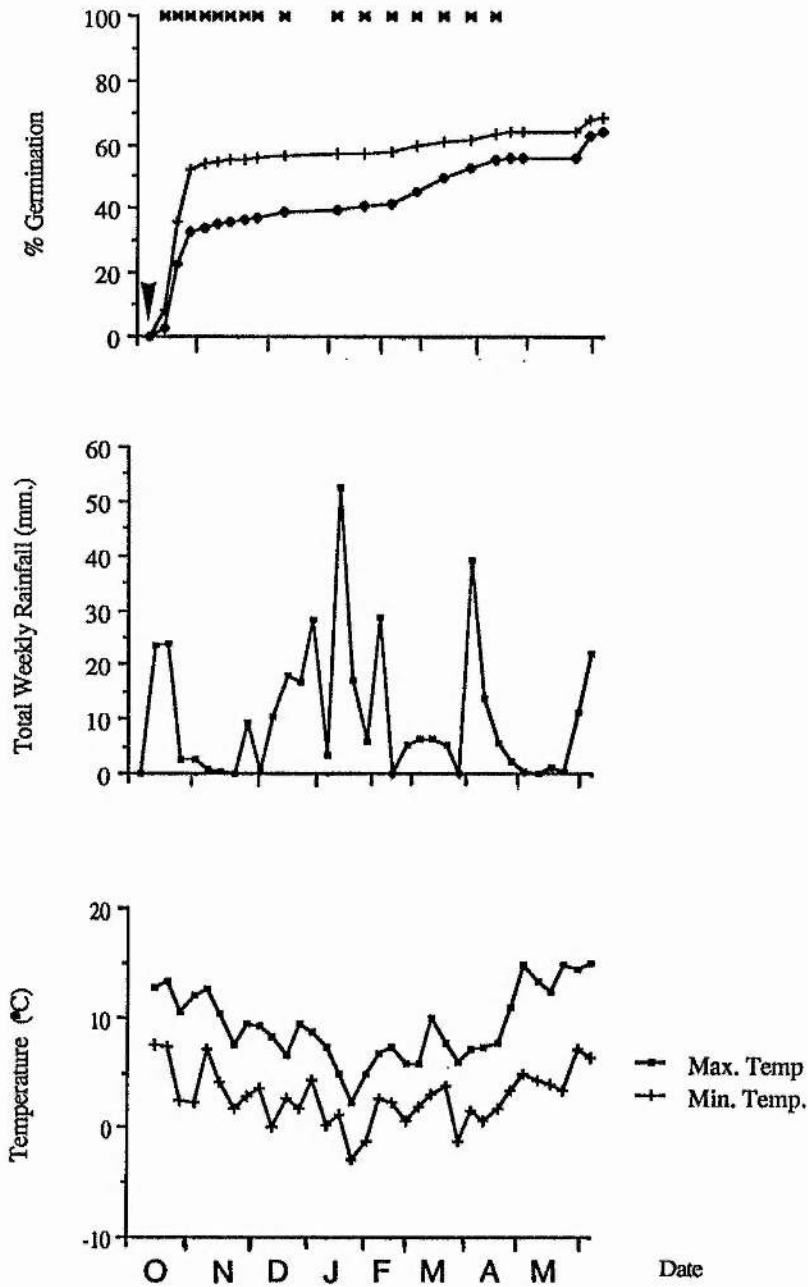 100
80
60
40
20
0
% Germination
60
50
40
30
20
10
0
Total Weekly Rainfall (mm.)
20
10
0
-10
Temperature (°C)
Max. Temp
Min. Temp.
O N D J F M A M Date